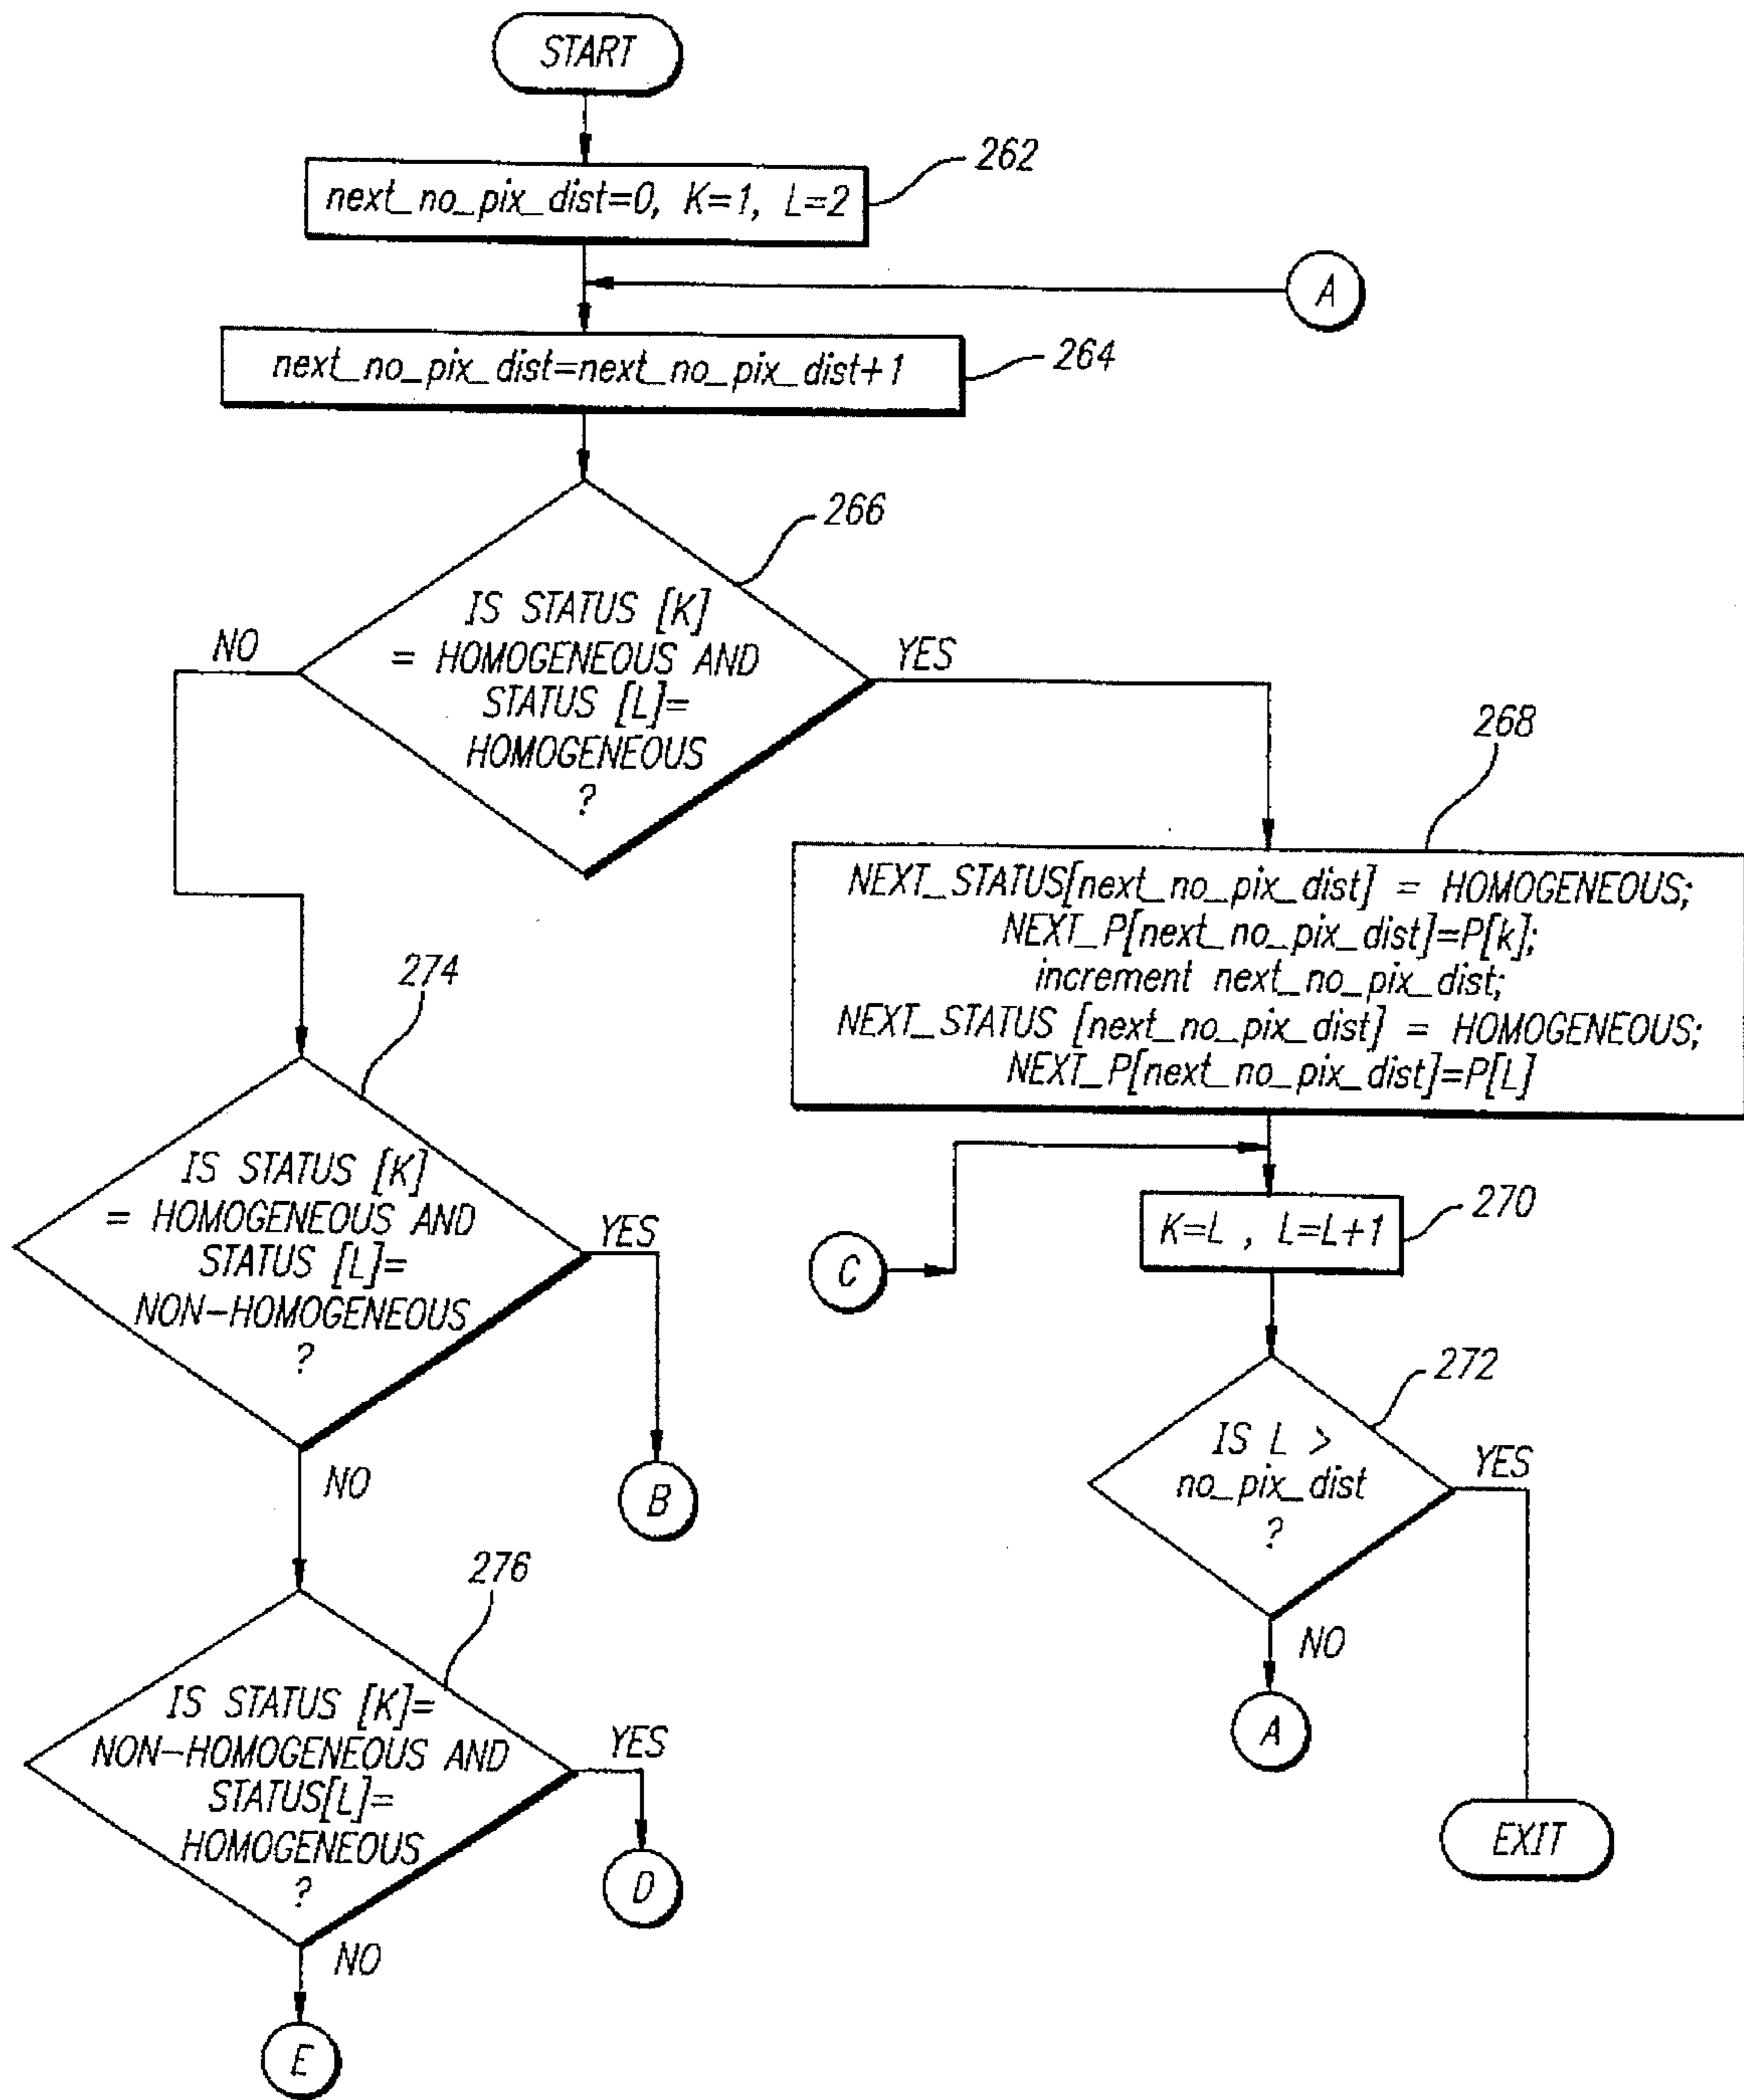 START
262
next_no_pix_dist=0, K=1, L=2
A
264
next_no_pix_dist=next_no_pix_dist+1
266
IS STATUS [K]
= HOMOGENEOUS AND
STATUS [L]=
HOMOGENEOUS
?
NO
YES
268
NEXT_STATUS[next_no_pix_dist] = HOMOGENEOUS;
NEXT_P[next_no_pix_dist]=P[k];
increment next_no_pix_dist;
NEXT_STATUS [next_no_pix_dist] = HOMOGENEOUS;
NEXT_P[next_no_pix_dist]=P[L]
274
IS STATUS [K]
= HOMOGENEOUS AND
STATUS [L]=
NON-HOMOGENEOUS
?
YES
B
NO
C
270
K=L , L=L+1
272
IS L >
no_pix_dist
?
YES
NO
A
EXIT
276
IS STATUS [K]=
NON-HOMOGENEOUS AND
STATUS[L]=
HOMOGENEOUS
?
YES
D
NO
E